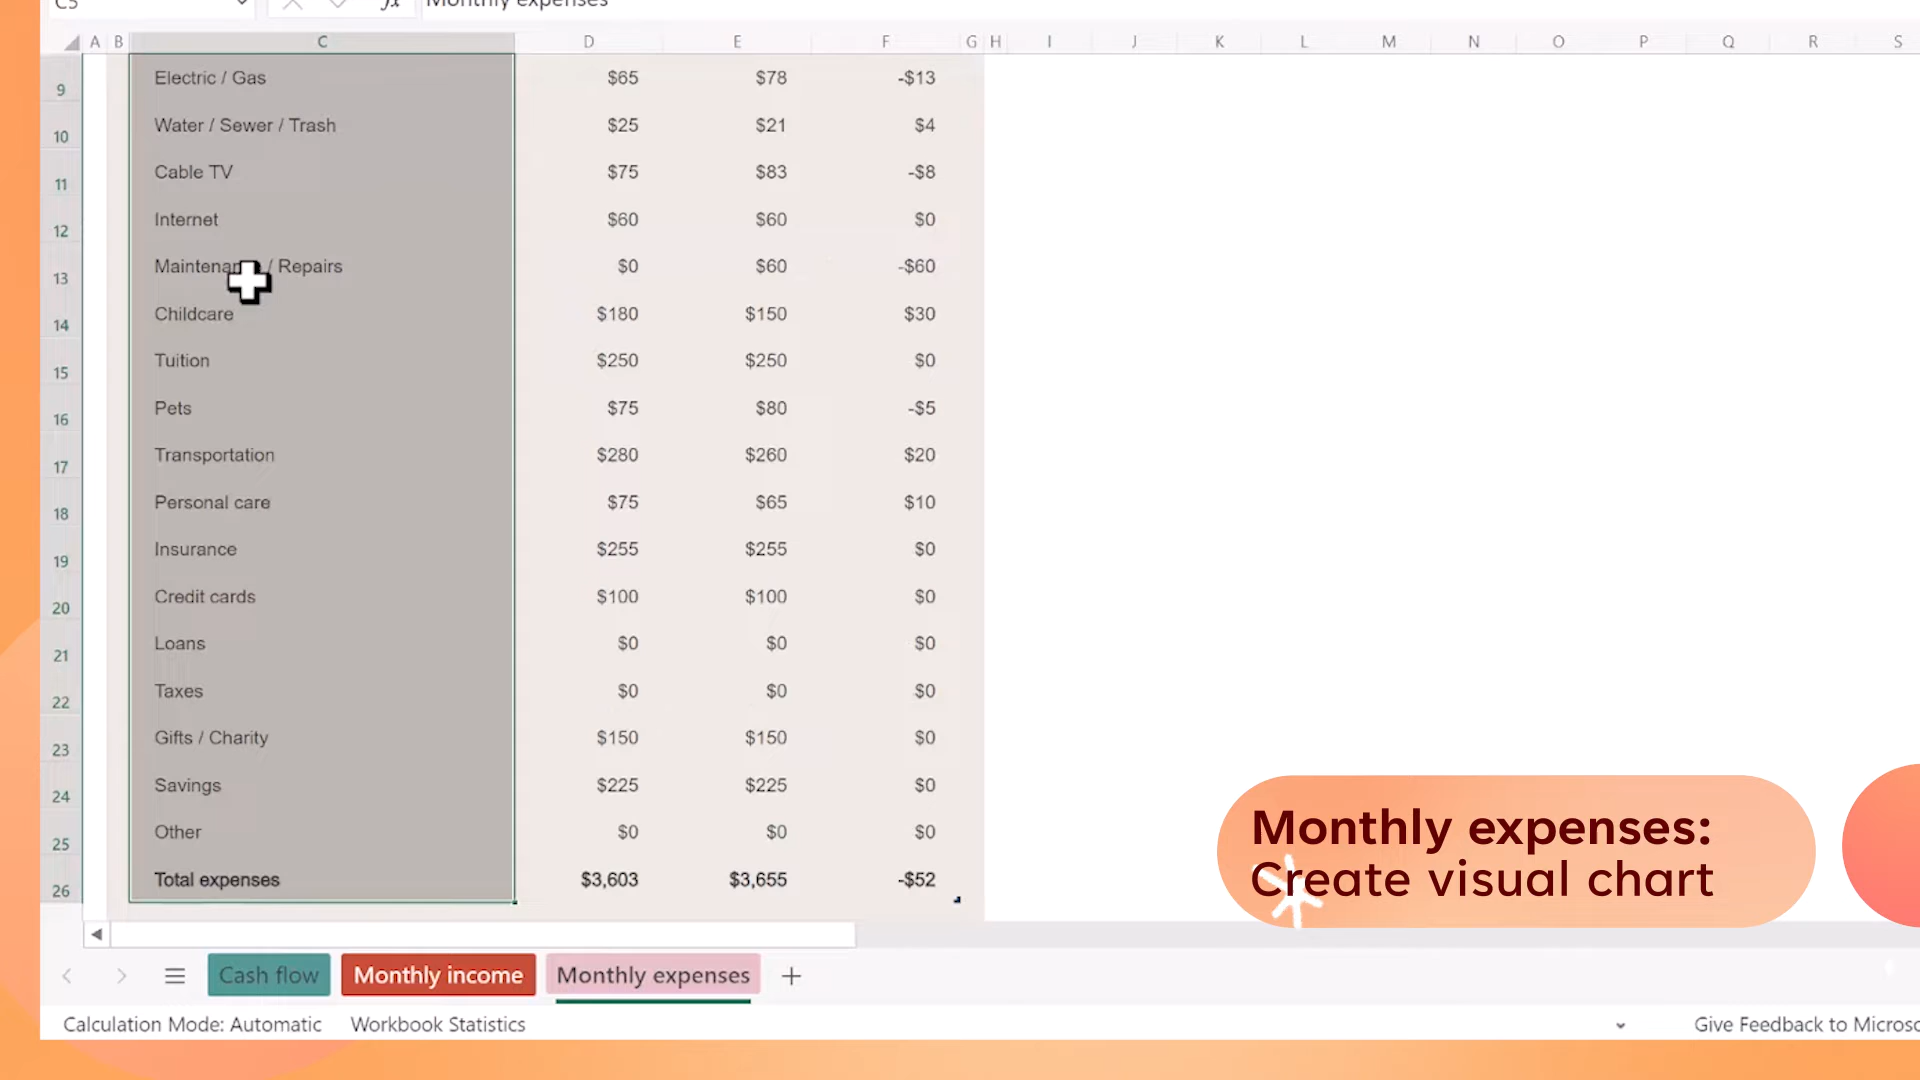 C5 fx Monthly expenses
A B C D E F G H I J K L M N O P Q R S
9 Electric / Gas $65 $78 -$13
10 Water / Sewer / Trash $25 $21 $4
11 Cable TV $75 $83 -$8
12 Internet $60 $60 $0
13 Maintenance / Repairs $0 $60 -$60
14 Childcare $180 $150 $30
15 Tuition $250 $250 $0
16 Pets $75 $80 -$5
17 Transportation $280 $260 $20
18 Personal care $75 $65 $10
19 Insurance $255 $255 $0
20 Credit cards $100 $100 $0
21 Loans $0 $0 $0
22 Taxes $0 $0 $0
23 Gifts / Charity $150 $150 $0
24 Savings $225 $225 $0
25 Other $0 $0 $0
26 Total expenses $3,603 $3,655 -$52
Monthly expenses:
Create visual chart
Cash flow Monthly income Monthly expenses
Calculation Mode: Automatic Workbook Statistics Give Feedback to Microso